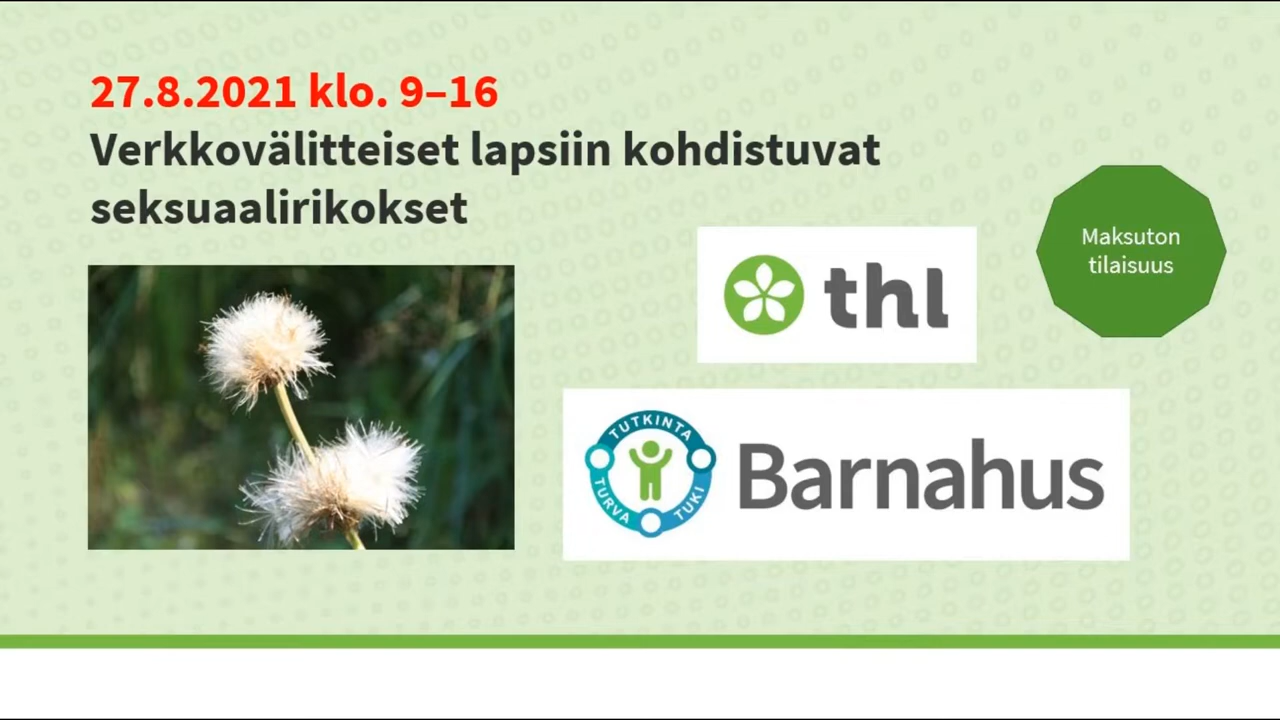 27.8.2021 klo. 9–16
Verkkovälitteiset lapsiin kohdistuvat
seksuaalirikokset
Maksuton
tilaisuus
thl
TUTKINTA
TURVA
TUKI
Barnahus